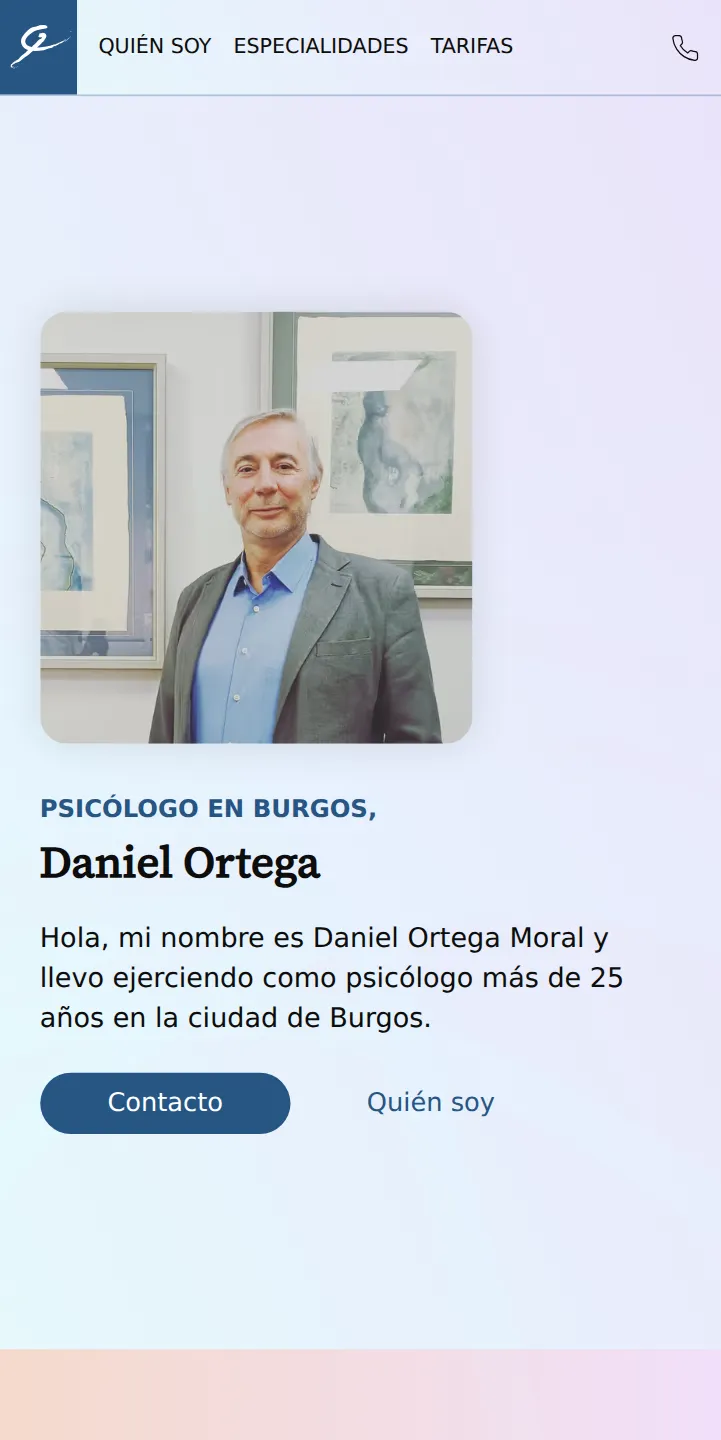 QUIÉN SOY ESPECIALIDADES TARIFAS
PSICÓLOGO EN BURGOS,
Daniel Ortega
Hola, mi nombre es Daniel Ortega Moral y
llevo ejerciendo como psicólogo más de 25
años en la ciudad de Burgos.
Contacto Quién soy